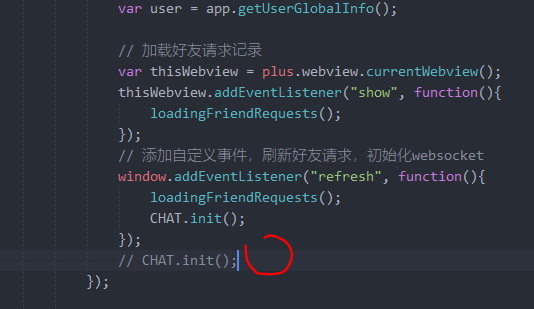 var user = app.getUserGlobalInfo();
// 加载好友请求记录
var thisWebview = plus.webview.currentWebview();
thisWebview.addEventListener("show", function(){
loadingFriendRequests();
});
// 添加自定义事件，刷新好友请求，初始化websocket
window.addEventListener("refresh", function(){
loadingFriendRequests();
CHAT.init();
});
// CHAT.init();
});